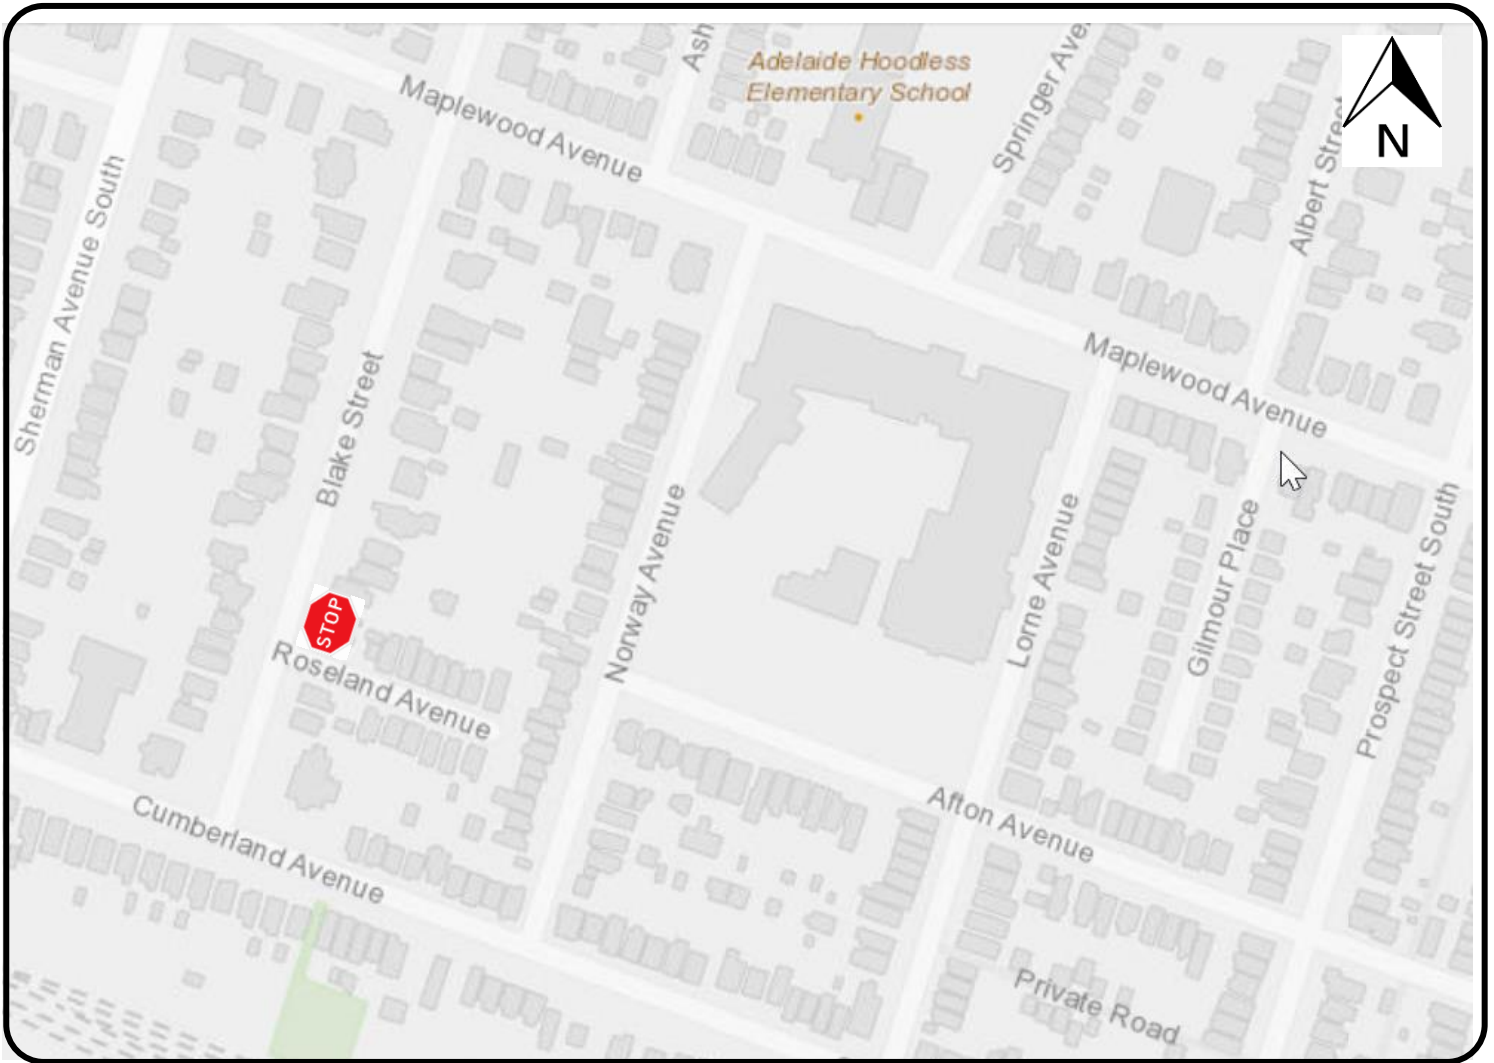 Ash
Adelaide Hoodless
Elementary School
Springer Ave
Albert Street
N
Maplewood Avenue
Sherman Avenue South
Blake Street
Maplewood Avenue
Norway Avenue
Lorne Avenue
Gilmour Place
Prospect Street South
STOP
Roseland Avenue
Cumberland Avenue
Afton Avenue
Private Road